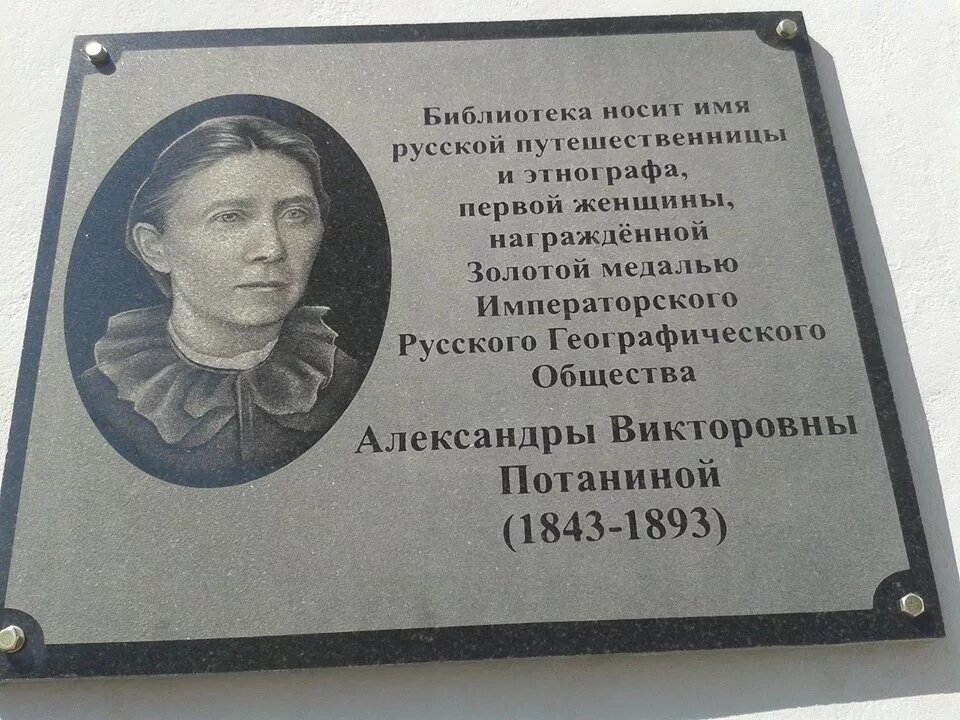 Библиотека носит имя
русской путешественницы
и этнографа,
первой женщины,
награждённой
Золотой медалью
Императорского
Русского Географического
Общества
Александры Викторовны
Потаниной
(1843-1893)